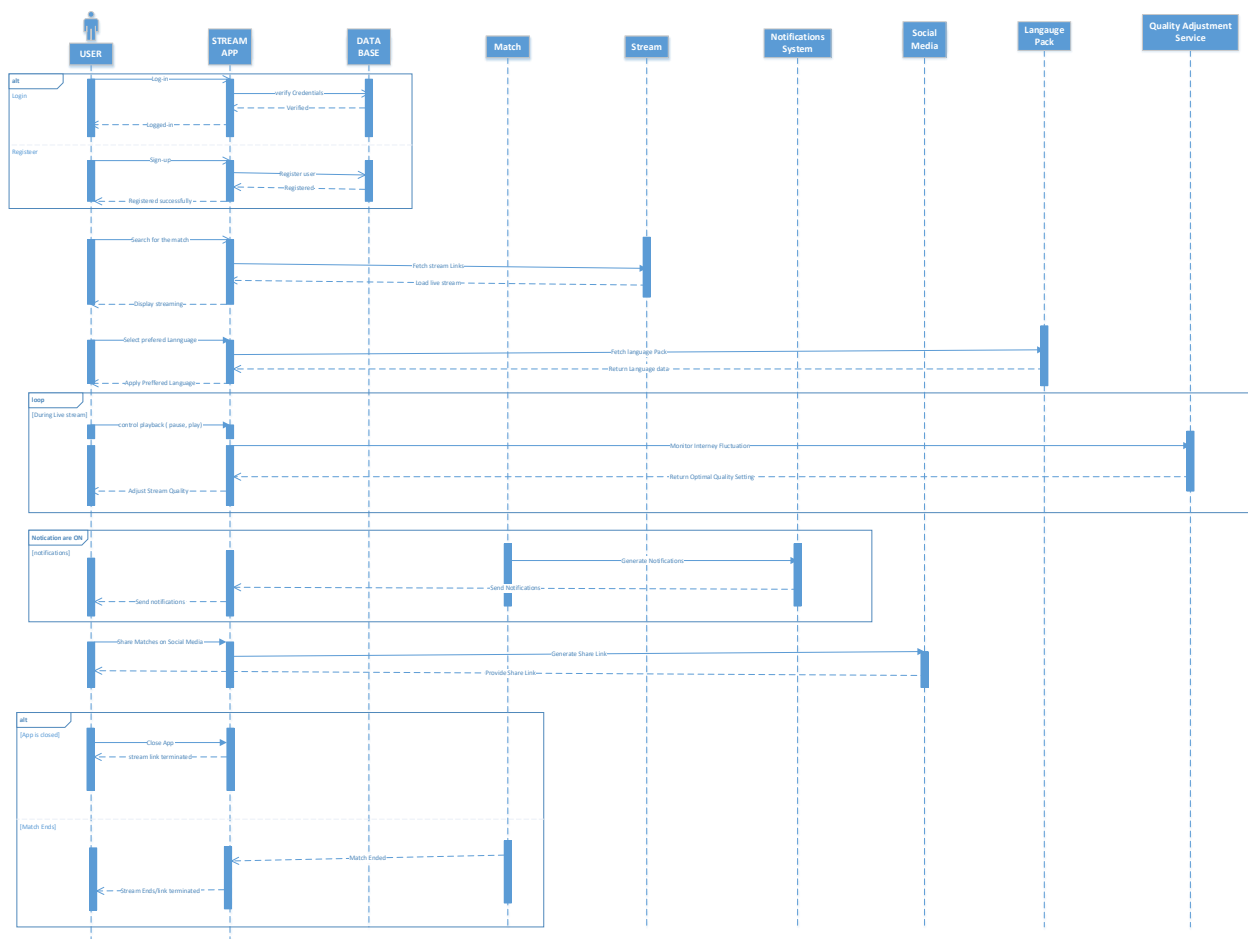 USER
STREAM
APP
DATA
BASE
Match
Stream
Notifications
System
Social
Media
Langauge
Pack
Quality Adjustment
Service
alt
Login
Log-in
verify Credentials
Verified
Logged-in
Registeer
Sign-up
Register user
Registered
Registered successfully
Search for the match
Fetch stream Links
Load live stream
Display streaming
Select prefered Lannguage
Fetch language Pack
Return Language data
Apply Preffered Language
loop
[During Live stream]
control playback ( pause, play)
Monitor Interney Fluctuation
Return Optimal Quality Setting
Adjust Stream Quailty
Notication are ON
[notifications]
Generate Notifications
Send Notifications
Send notifications
Share Matches on Social Media
Generate Share Link
Provide Share Link
alt
[App is closed]
Close App
stream link terminated
[Match Ends]
Match Ended
Stream Ends/link terminated